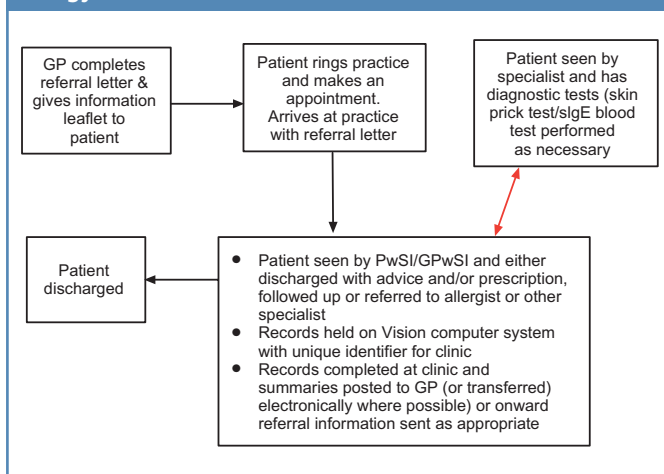 GP completes
referral letter &
gives information
leaflet to
patient
Patient rings practice
and makes an
appointment.
Arrives at practice
with referral letter
Patient seen by
specialist and has
diagnostic tests (skin
prick test/sIgE blood
test performed
as necessary
Patient
discharged
● Patient seen by PwSI/GPwSI and either
discharged with advice and/or prescription,
followed up or referred to allergist or other
specialist
● Records held on Vision computer system
with unique identifier for clinic
● Records completed at clinic and
summaries posted to GP (or transferred)
electronically where possible) or onward
referral information sent as appropriate